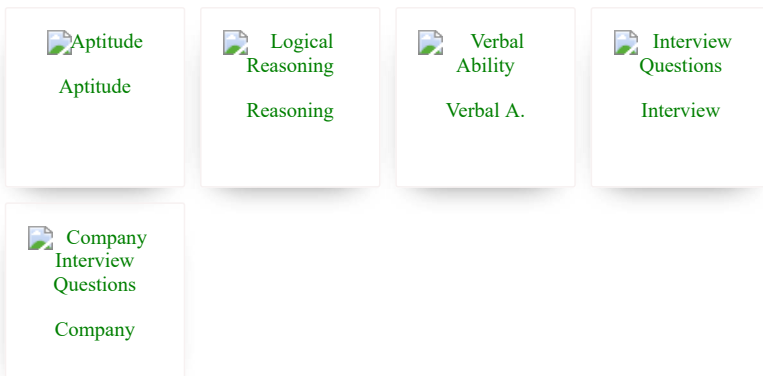 Aptitude
Aptitude
Logical
Reasoning
Reasoning
Verbal
Ability
Verbal A.
Interview
Questions
Interview
Company
Interview
Questions
Company